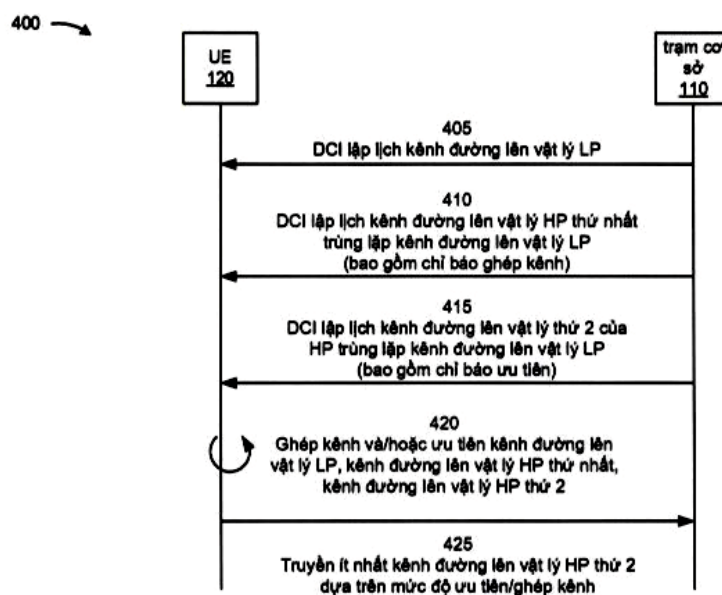 400
UE
120
trạm cơ
sở
110
405
DCI lập lịch kênh đường lên vật lý LP
410
DCI lập lịch kênh đường lên vật lý HP thứ nhất
trùng lặp kênh đường lên vật lý LP
(bao gồm chỉ báo ghép kênh)
415
DCI lập lịch kênh đường lên vật lý thứ 2 của
HP trùng lặp kênh đường lên vật lý LP
(bao gồm chỉ báo ưu tiên)
420
Ghép kênh và/hoặc ưu tiên kênh đường lên
vật lý LP, kênh đường lên vật lý HP thứ nhất,
kênh đường lên vật lý HP thứ 2
425
Truyền ít nhất kênh đường lên vật lý HP thứ 2
dựa trên mức độ ưu tiên/ghép kênh